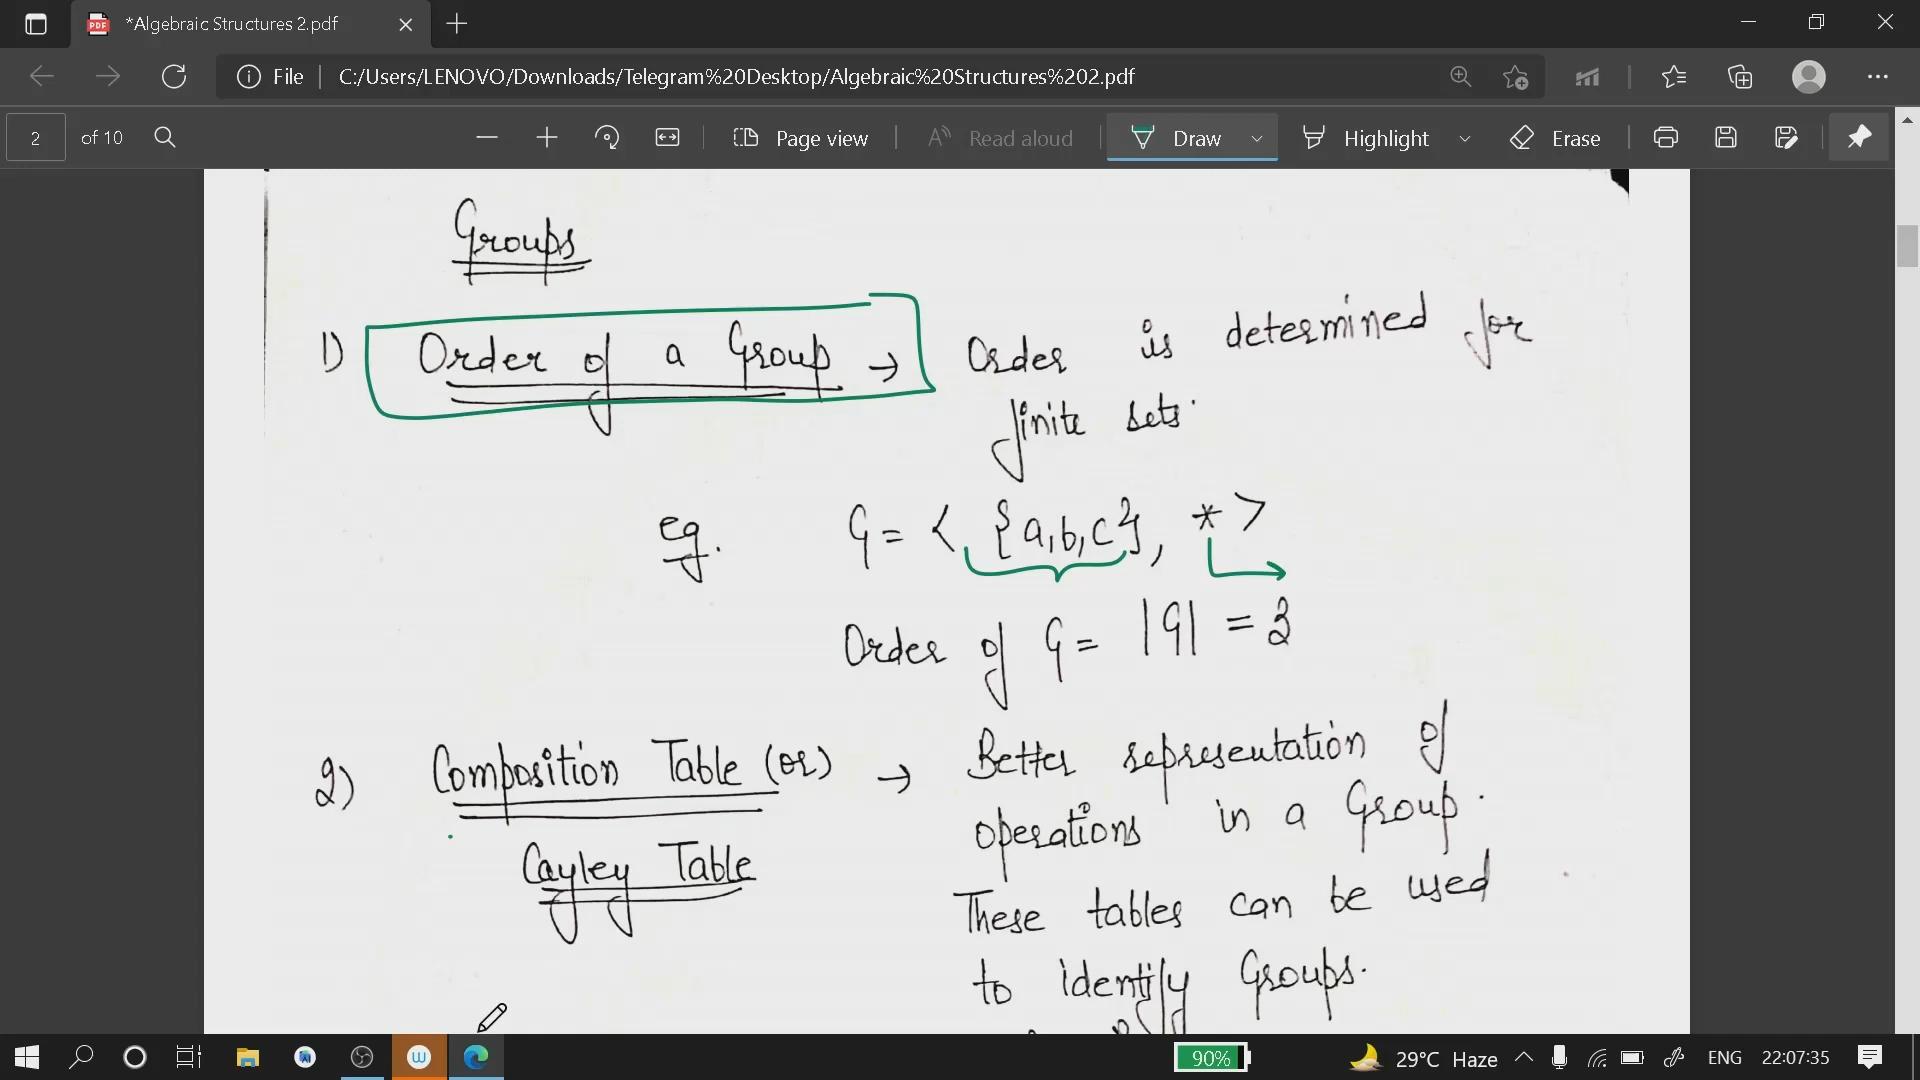 *Algebraic Structures 2.pdf
File
C:/Users/LENOVO/Downloads/Telegram%20Desktop/Algebraic%20Structures%202.pdf
2 of 10
Page view
Read aloud
Draw
Highlight
Erase
Groups
1) Order of a Group → Order is determined for
finite sets.
eg. G = < {a,b,c}, * >
Order of G = |G| = 3
2) Composition Table (or) → Better representation of
operations in a Group.
Cayley Table
These tables can be used
to identify Groups.
90%
29°C Haze
ENG
22:07:35